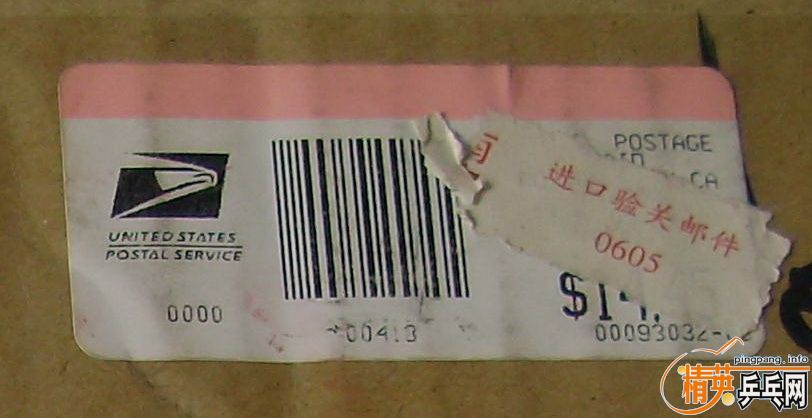 UNITED STATES
POSTAL SERVICE
0000
00413
POSTAGE
CA
进口验关邮件
0605
00093032-
pingpang.info
精英乒乓网